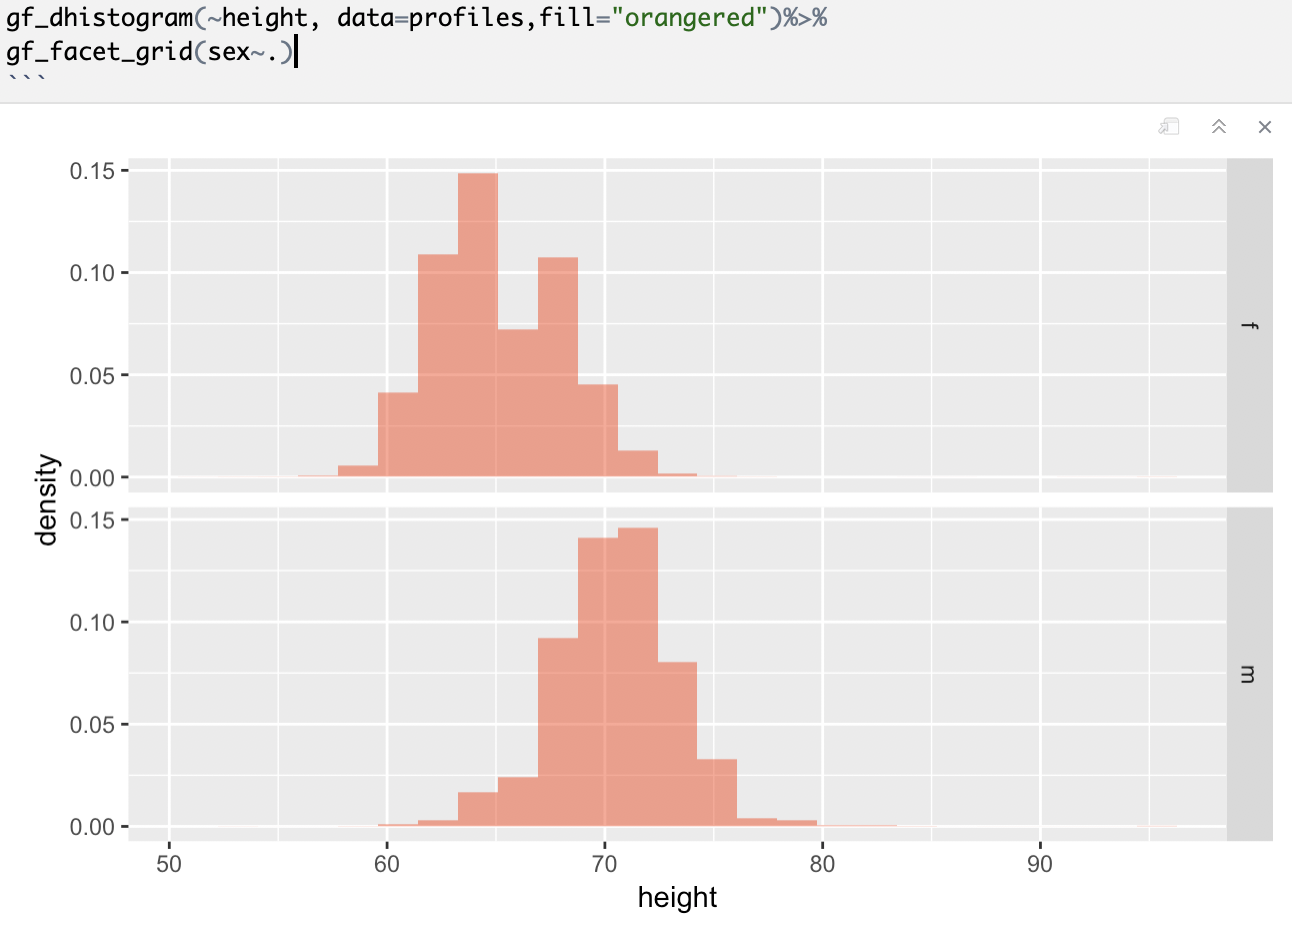 gf_dhistogram(~height, data=profiles,fill="orangered")%>%
gf_facet_grid(sex~.)
```
0.15
0.10
0.05
0.00
f
density
0.15
0.10
0.05
0.00
m
50 60 70 80 90
height